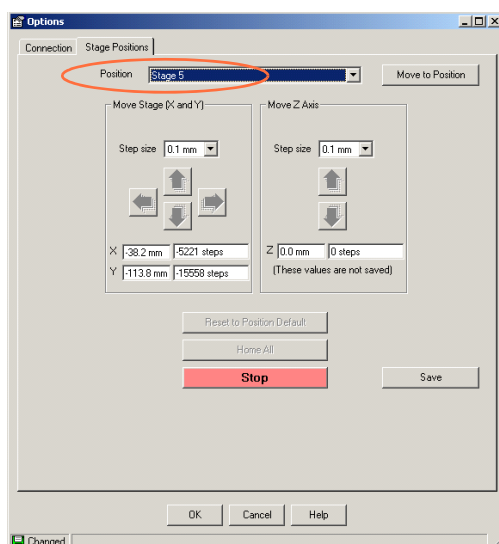 Options
Connection Stage Positions
Position Stage 5 Move to Position
Move Stage (X and Y) Move Z Axis
Step size 0.1 mm Step size 0.1 mm
X -38.2 mm -5221 steps Z 0.0 mm 0 steps
Y -113.8 mm -15558 steps (These values are not saved)
Reset to Position Default
Home All
Stop Save
OK Cancel Help
Changed